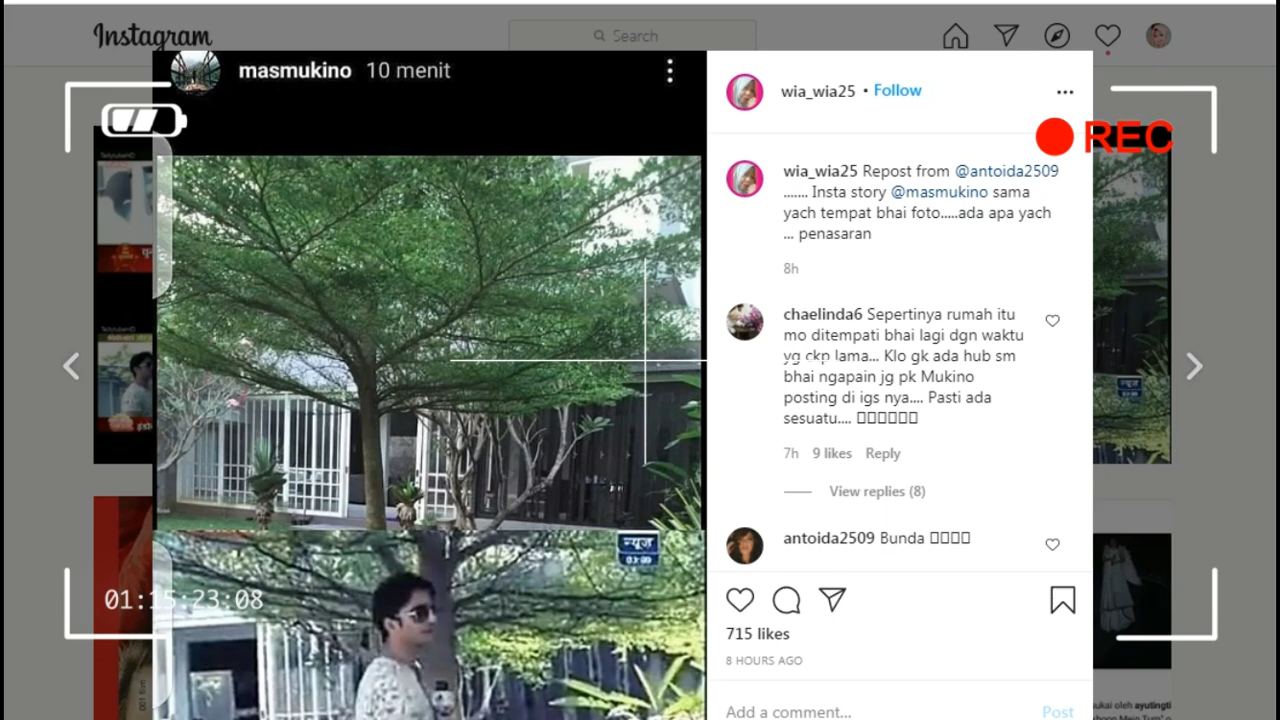 Instagram
Search
masmukino 10 menit
wia_wia25 • Follow
REC
wia_wia25 Repost from @antoida2509
....... Insta story @masmukino sama
yach tempat bhai foto.....ada apa yach
... penasaran
8h
chaelinda6 Sepertinya rumah itu
mo ditempati bhai lagi dgn waktu
yg ckp lama... Klo gk ada hub sm
bhai ngapain jg pk Mukino
posting di igs nya.... Pasti ada
sesuatu.... □□□□□□
7h 9 likes Reply
View replies (8)
antoida2509 Bunda □□□□
न्यूज़
01:15:23:08
715 likes
8 HOURS AGO
Add a comment... Post
ukai oleh ayutingti